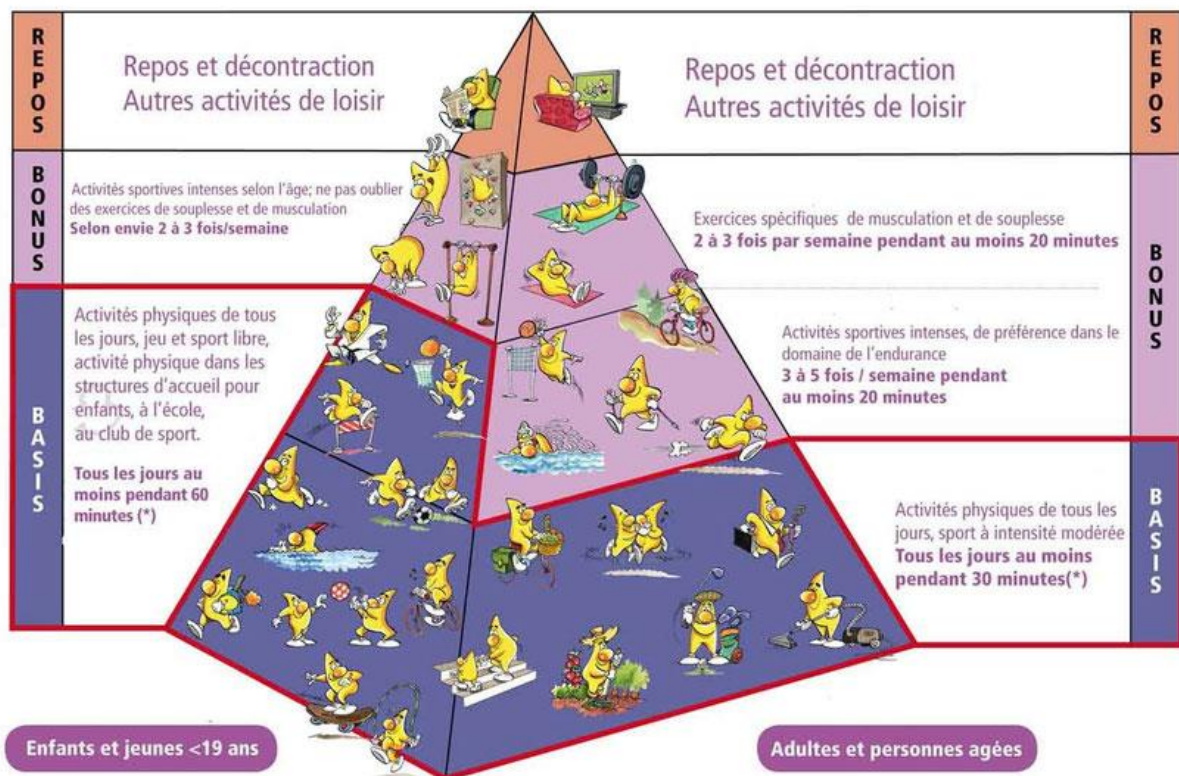 REPOS
Repos et décontraction
Autres activités de loisir
Repos et décontraction
Autres activités de loisir
REPOS
BONUS
Activités sportives intenses selon l'âge; ne pas oublier
des exercices de souplesse et de musculation
Selon envie 2 à 3 fois/semaine
Exercices spécifiques de musculation et de souplesse
2 à 3 fois par semaine pendant au moins 20 minutes
Activités sportives intenses, de préférence dans le
domaine de l'endurance
3 à 5 fois / semaine pendant
au moins 20 minutes
BONUS
BASIS
Activités physiques de tous
les jours, jeu et sport libre,
activité physique dans les
structures d'accueil pour
enfants, à l'école,
au club de sport.
Tous les jours au
moins pendant 60
minutes (*)
Activités physiques de tous les
jours, sport à intensité modérée
Tous les jours au moins
pendant 30 minutes(*)
BASIS
Enfants et jeunes <19 ans
Adultes et personnes agées